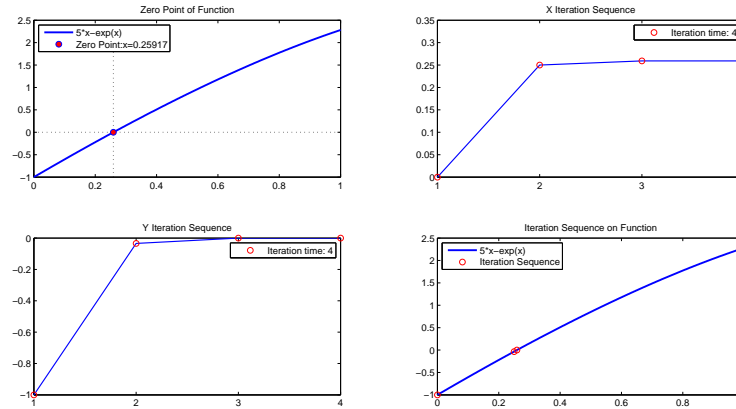 Zero Point of Function
2.5
2
1.5
1
0.5
0
−0.5
−1
0 0.2 0.4 0.6 0.8 1
5*x−exp(x)
Zero Point:x=0.25917
X Iteration Sequence
0.35
0.3
0.25
0.2
0.15
0.1
0.05
0
1 2 3
Iteration time: 4
Y Iteration Sequence
0
−0.2
−0.4
−0.6
−0.8
−1
1 2 3 4
Iteration time: 4
Iteration Sequence on Function
2.5
2
1.5
1
0.5
0
−0.5
−1
0 0.2 0.4 0.6 0.8
5*x−exp(x)
Iteration Sequence